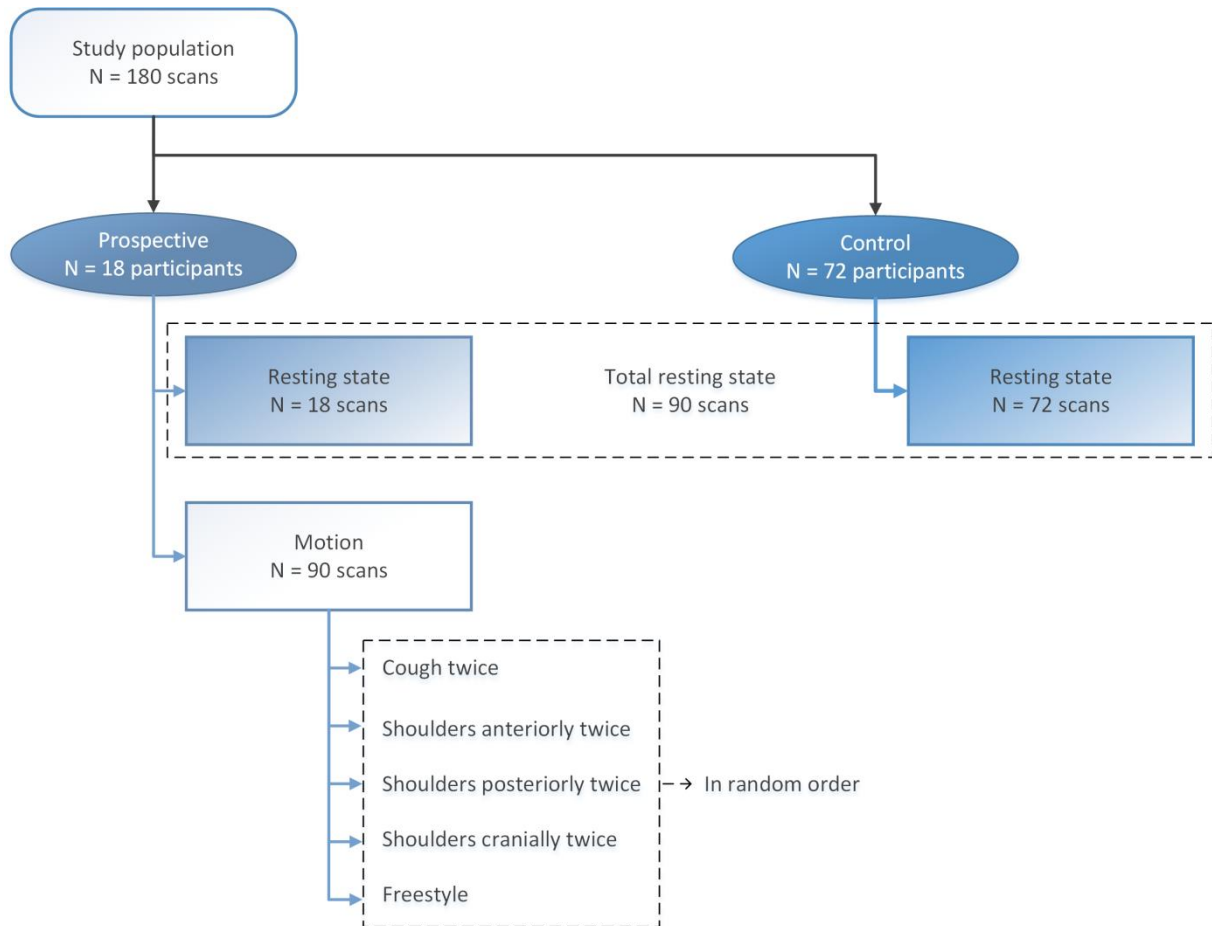 Study population
N = 180 scans
Prospective
N = 18 participants
Control
N = 72 participants
Resting state
N = 18 scans
Total resting state
N = 90 scans
Resting state
N = 72 scans
Motion
N = 90 scans
Cough twice
Shoulders anteriorly twice
Shoulders posteriorly twice
In random order
Shoulders cranially twice
Freestyle